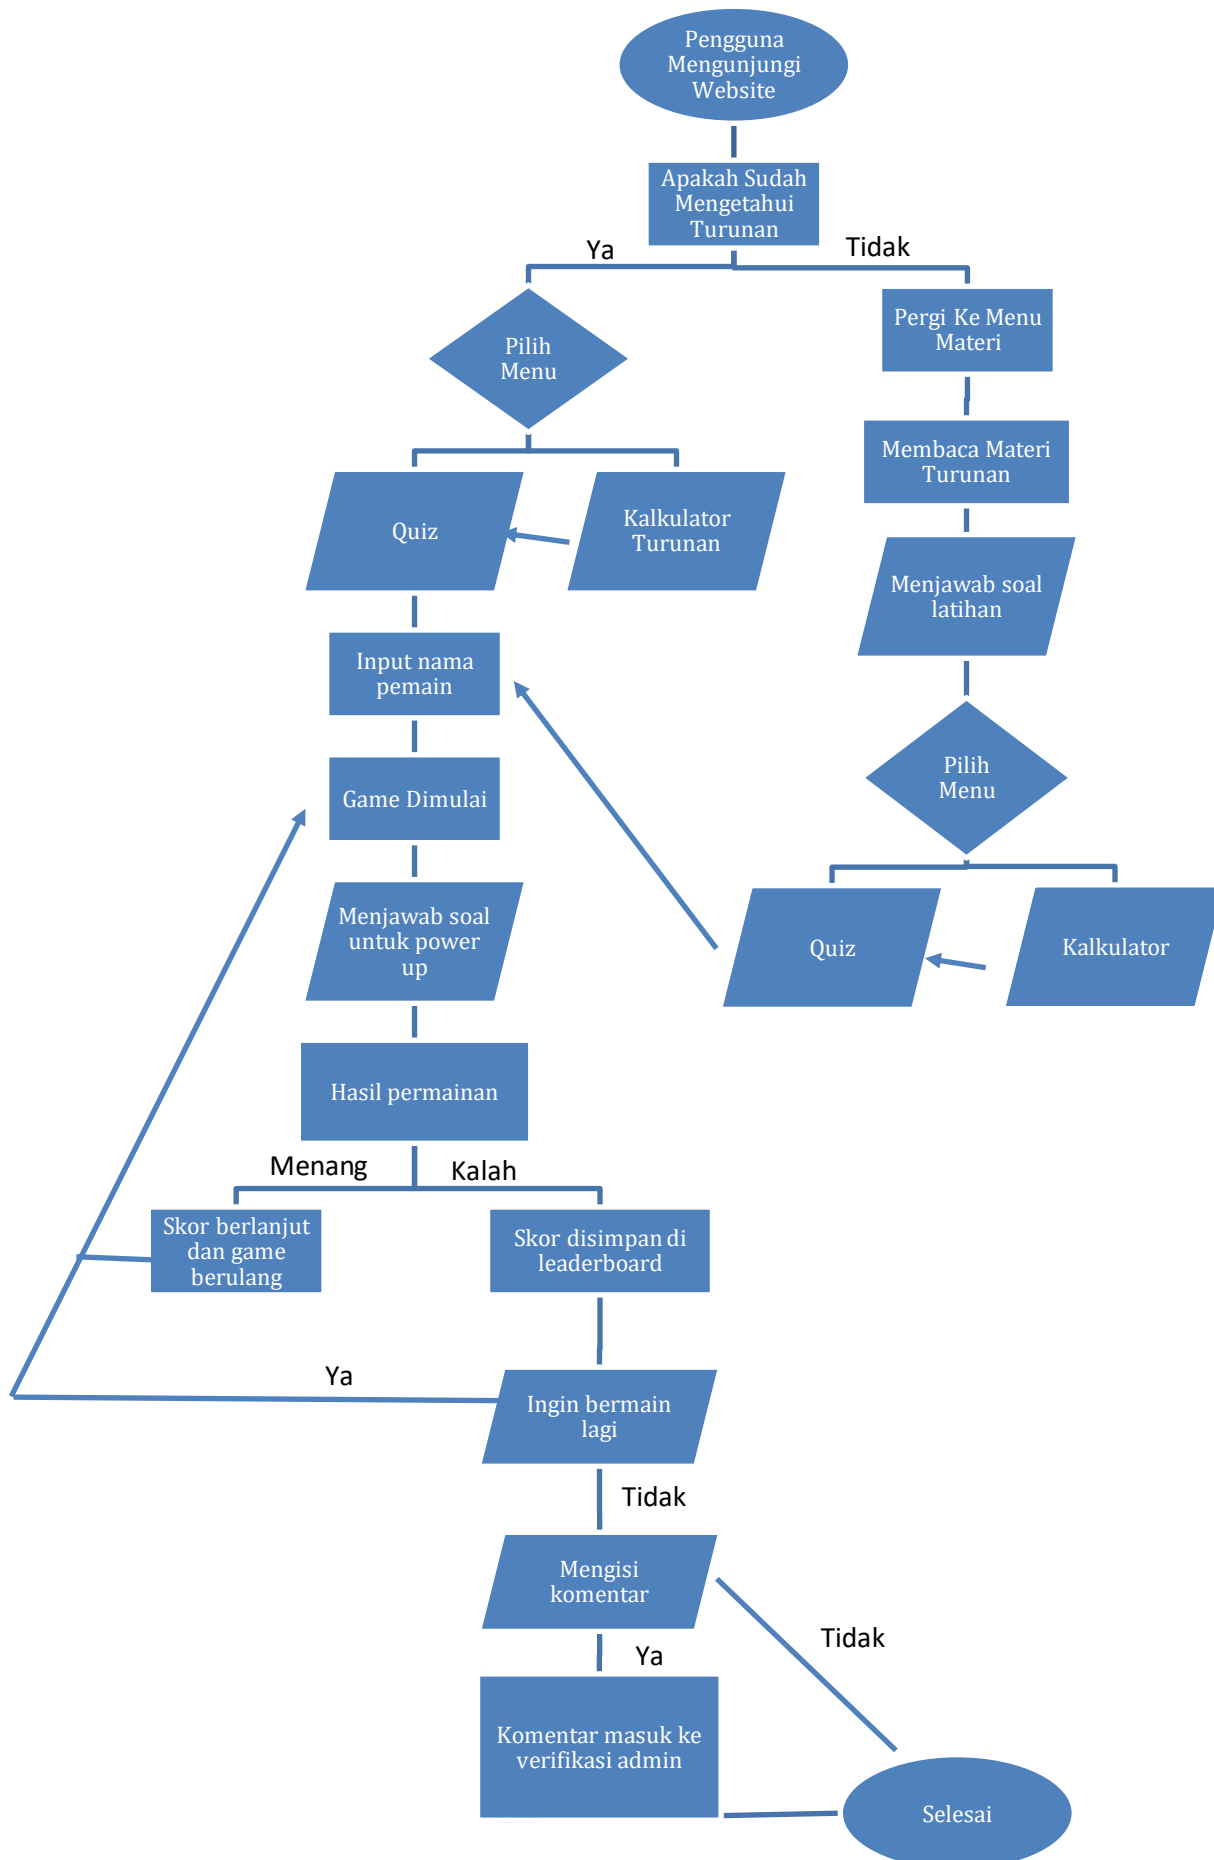 Pengguna
Mengunjungi
Website
Apakah Sudah
Mengetahui
Turunan
Ya
Tidak
Pilih
Menu
Pergi Ke Menu
Materi
Membaca Materi
Turunan
Quiz
Kalkulator
Turunan
Menjawab soal
latihan
Input nama
pemain
Pilih
Menu
Game Dimulai
Menjawab soal
untuk power
up
Quiz
Kalkulator
Hasil permainan
Menang
Kalah
Skor berlanjut
dan game
berulang
Skor disimpan di
leaderboard
Ya
Ingin bermain
lagi
Tidak
Mengisi
komentar
Tidak
Ya
Komentar masuk ke
verifikasi admin
Selesai